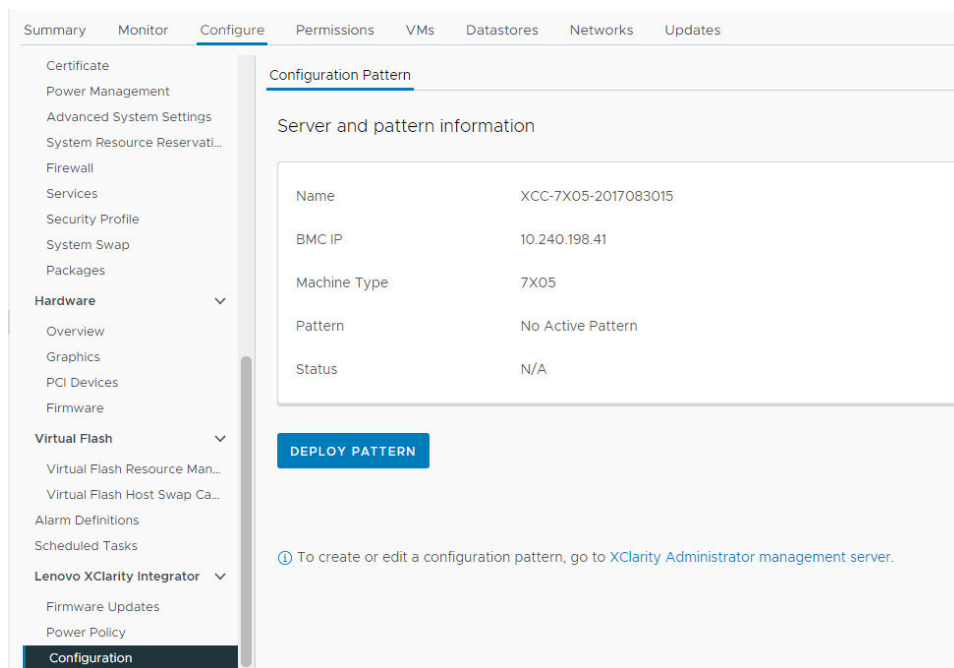 Summary Monitor Configure Permissions VMs Datastores Networks Updates
Certificate
Power Management
Advanced System Settings
System Resource Reservati...
Firewall
Services
Security Profile
System Swap
Packages
Hardware
Overview
Graphics
PCI Devices
Firmware
Virtual Flash
Virtual Flash Resource Man...
Virtual Flash Host Swap Ca...
Alarm Definitions
Scheduled Tasks
Lenovo XClarity Integrator
Firmware Updates
Power Policy
Configuration
Configuration Pattern
Server and pattern information
Name XCC-7X05-2017083015
BMC IP 10.240.198.41
Machine Type 7X05
Pattern No Active Pattern
Status N/A
DEPLOY PATTERN
To create or edit a configuration pattern, go to XClarity Administrator management server.